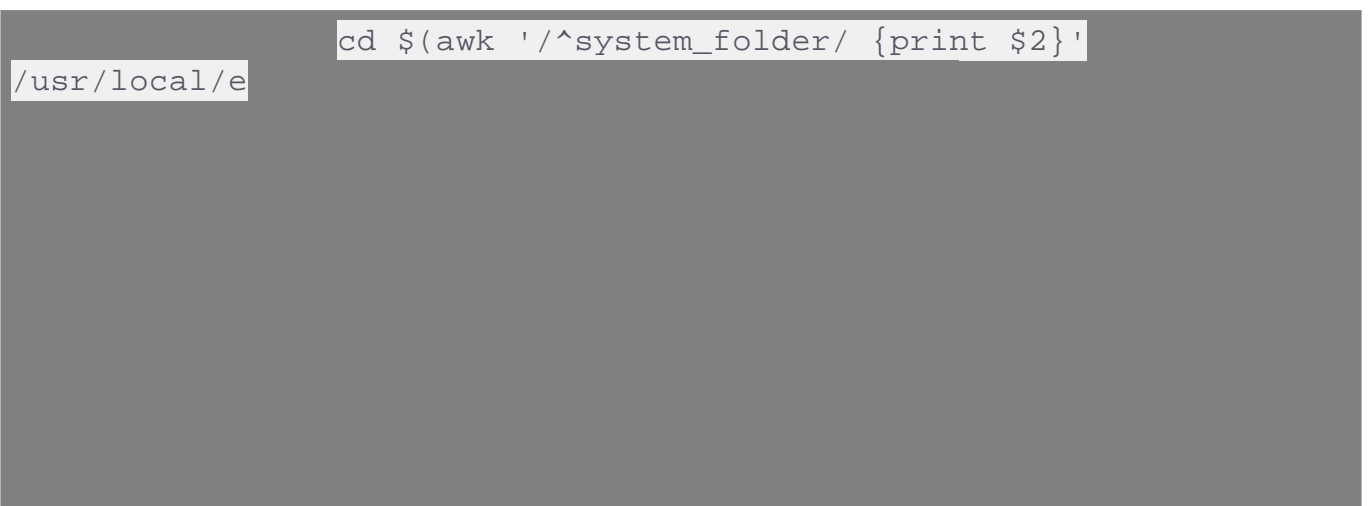 cd $(awk '/^system_folder/ {print $2}'
/usr/local/e